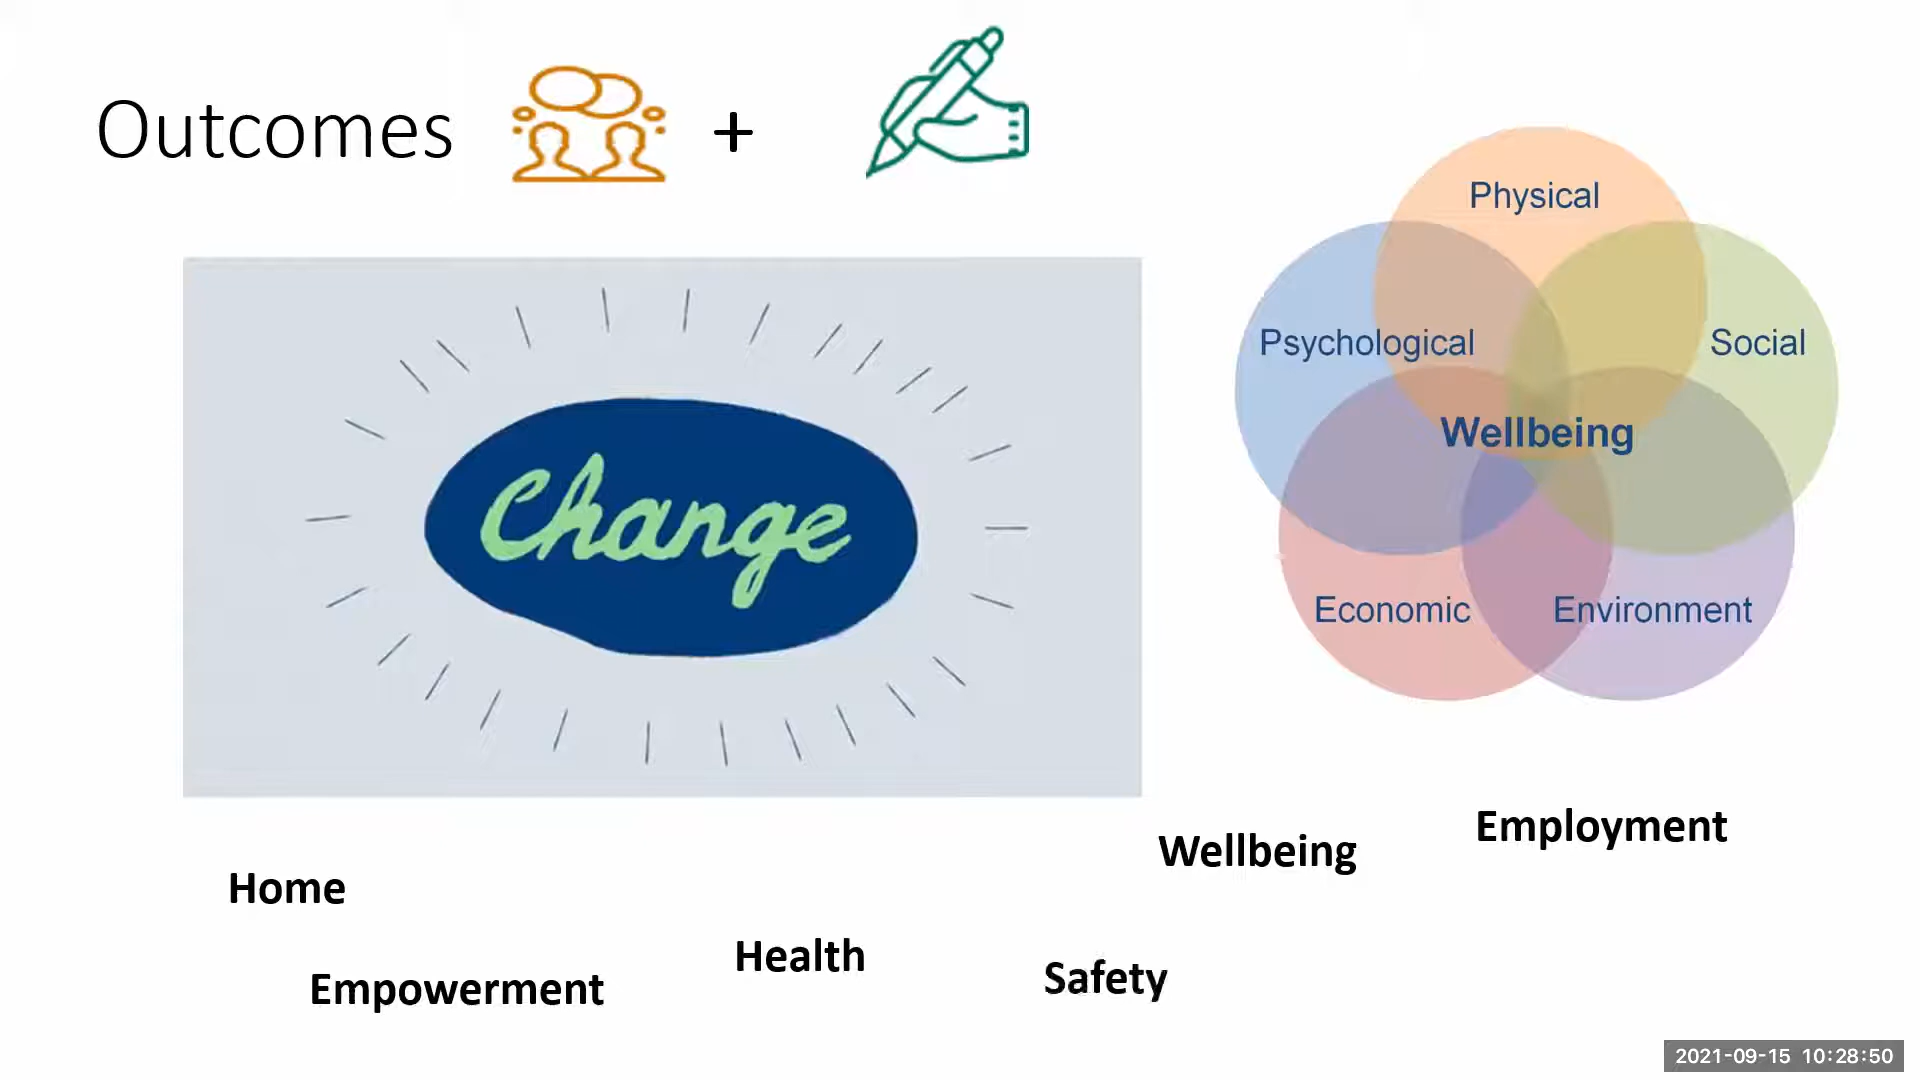 Outcomes
+
Change
Physical
Psychological
Social
Wellbeing
Economic
Environment
Home
Empowerment
Health
Safety
Wellbeing
Employment
2021-09-15 10:28:50